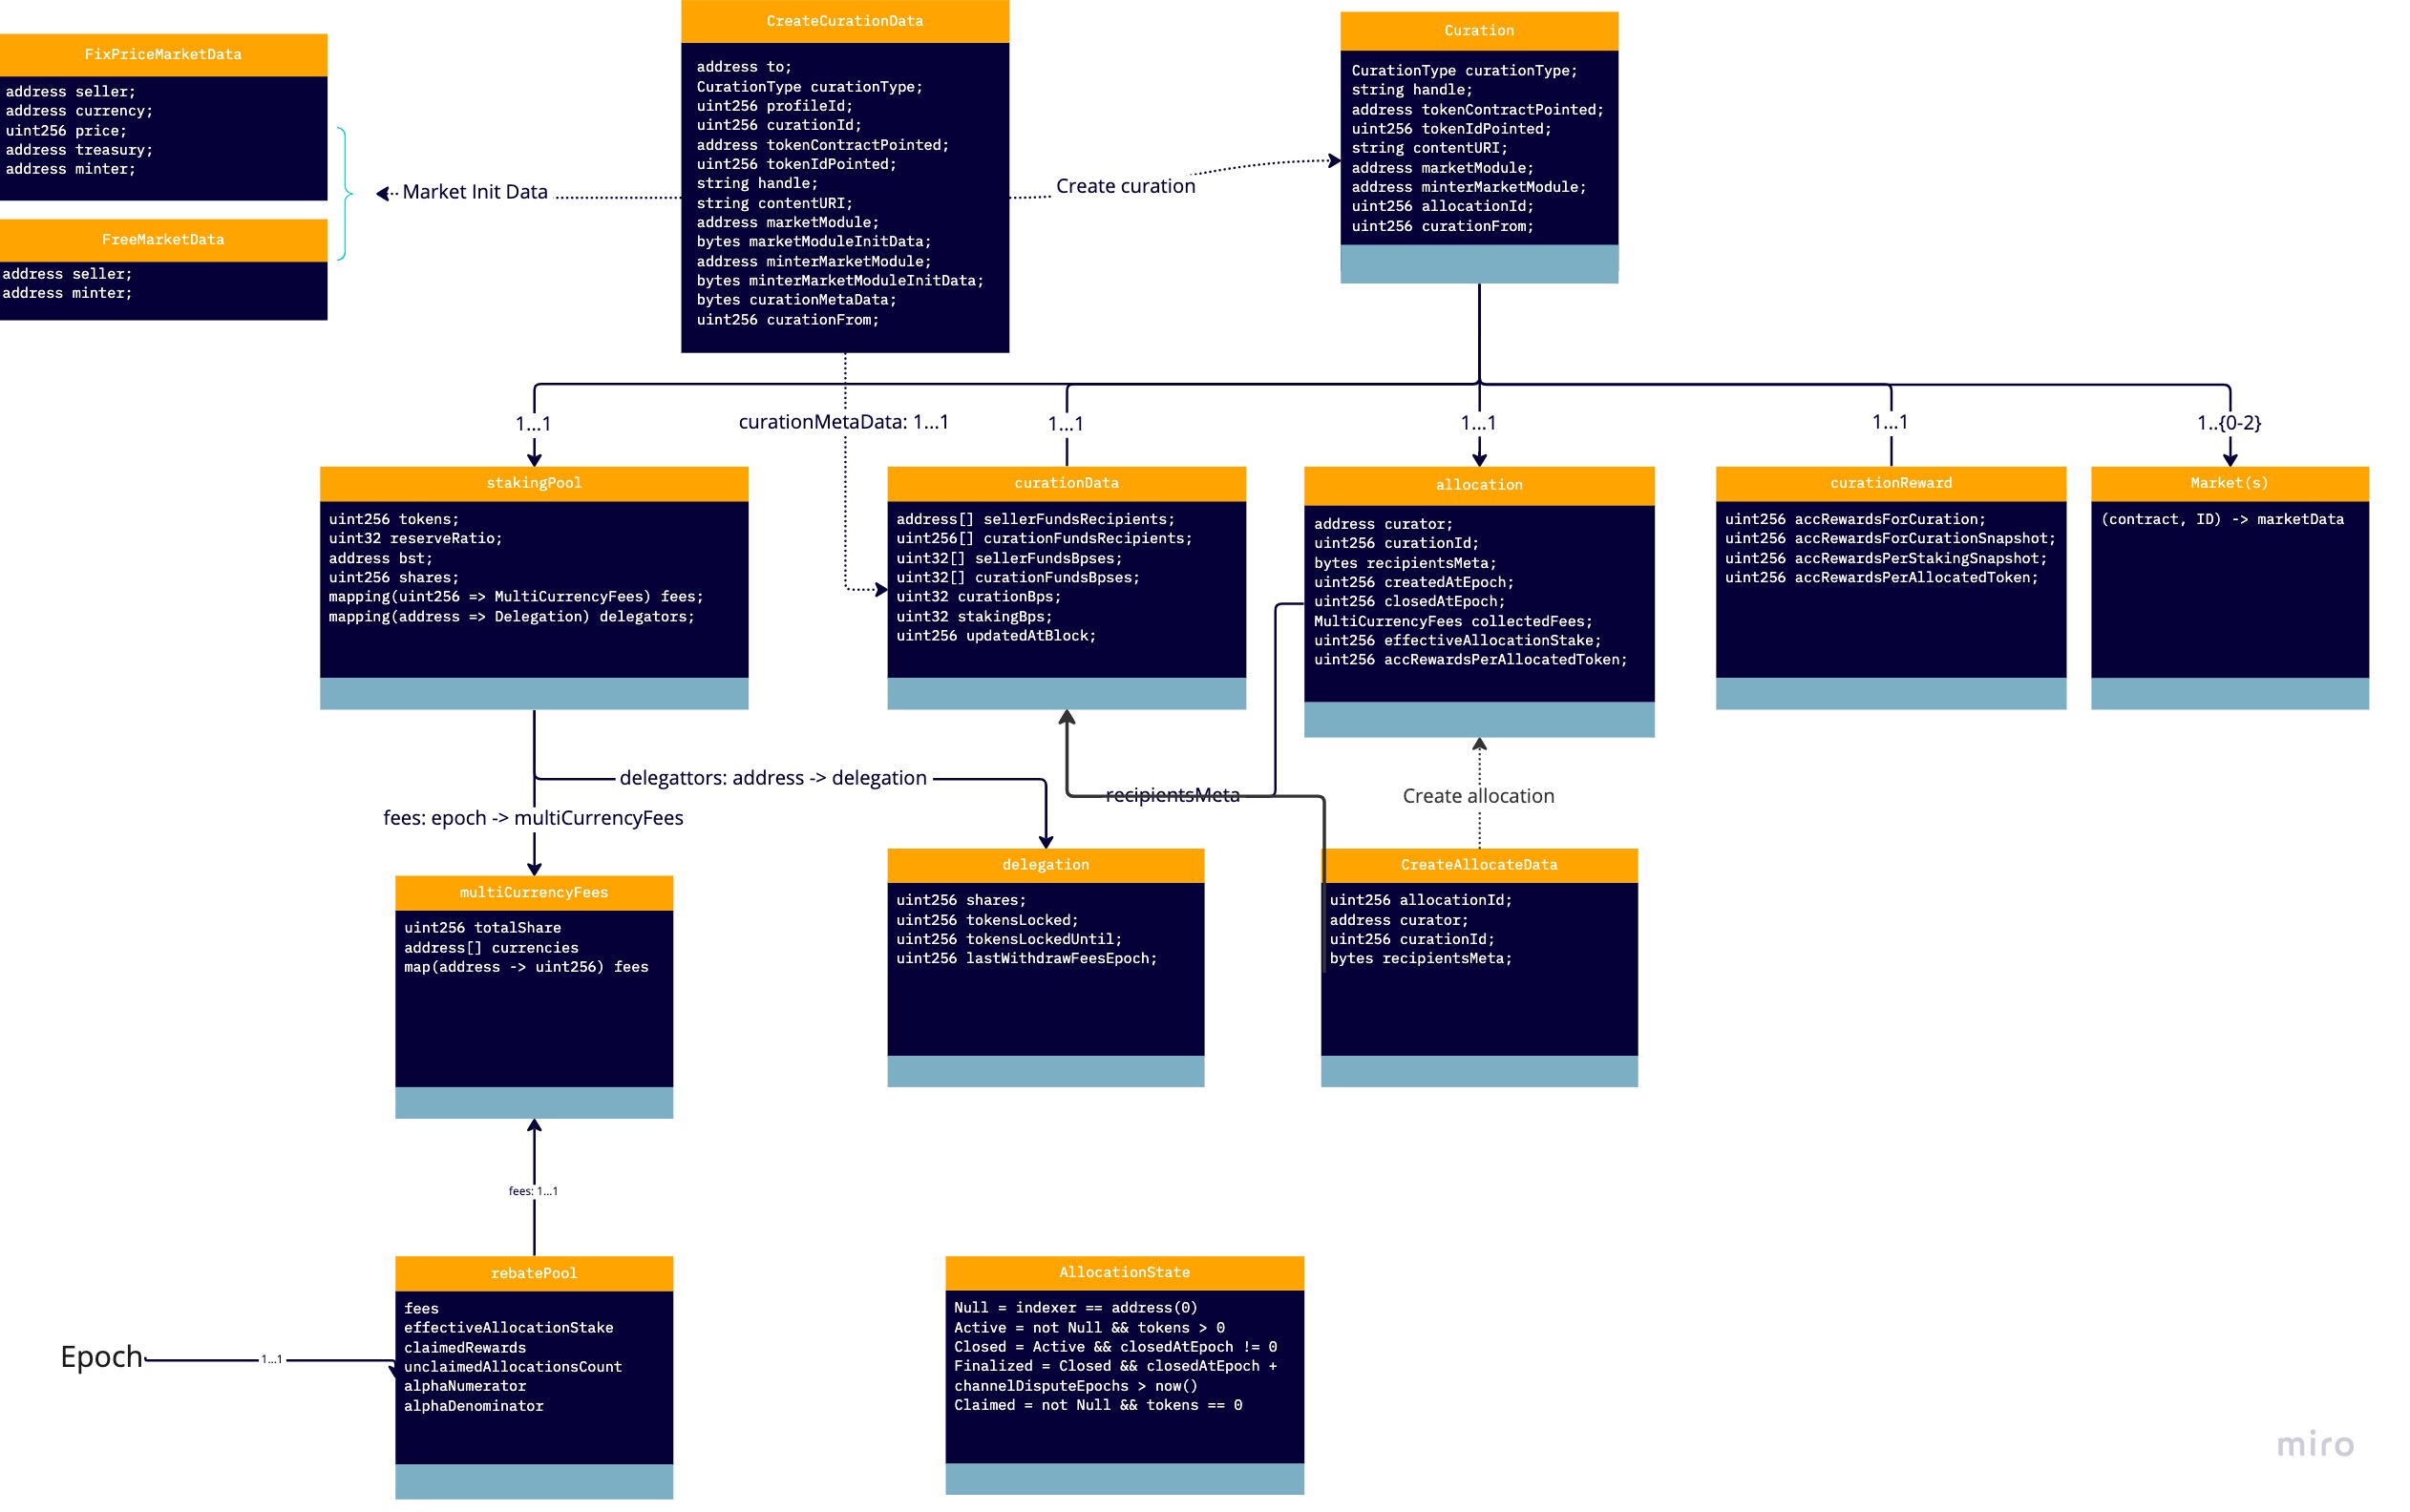 FixPriceMarketData
address seller;
address currency;
uint256 price;
address treasury;
address minter;
FreeMarketData
address seller;
address minter;
Market Init Data
CreateCurationData
address to;
CurationType curationType;
uint256 profileId;
uint256 curationId;
address tokenContractPointed;
uint256 tokenIdPointed;
string handle;
string contentURI;
address marketModule;
bytes marketModuleInitData;
address minterMarketModule;
bytes minterMarketModuleInitData;
bytes curationMetaData;
uint256 curationFrom;
Create curation
Curation
CurationType curationType;
string handle;
address tokenContractPointed;
uint256 tokenIdPointed;
string contentURI;
address marketModule;
address minterMarketModule;
uint256 allocationId;
uint256 curationFrom;
1...1
curationMetaData: 1...1
1...1
1...1
1...1
1..{0-2}
stakingPool
uint256 tokens;
uint32 reserveRatio;
address bst;
uint256 shares;
mapping(uint256 => MultiCurrencyFees) fees;
mapping(address => Delegation) delegators;
curationData
address[] sellerFundsRecipients;
uint256[] curationFundsRecipients;
uint32[] sellerFundsBpses;
uint32[] curationFundsBpses;
uint32 curationBps;
uint32 stakingBps;
uint256 updatedAtBlock;
allocation
address curator;
uint256 curationId;
bytes recipientsMeta;
uint256 createdAtEpoch;
uint256 closedAtEpoch;
MultiCurrencyFees collectedFees;
uint256 effectiveAllocationStake;
uint256 accRewardsPerAllocatedToken;
curationReward
uint256 accRewardsForCuration;
uint256 accRewardsForCurationSnapshot;
uint256 accRewardsPerStakingSnapshot;
uint256 accRewardsPerAllocatedToken;
Market(s)
(contract, ID) -> marketData
delegattors: address -> delegation
fees: epoch -> multiCurrencyFees
recipientsMeta
Create allocation
multiCurrencyFees
uint256 totalShare
address[] currencies
map(address -> uint256) fees
delegation
uint256 shares;
uint256 tokensLocked;
uint256 tokensLockedUntil;
uint256 lastWithdrawFeesEpoch;
CreateAllocateData
uint256 allocationId;
address curator;
uint256 curationId;
bytes recipientsMeta;
fees: 1...1
Epoch
1...1
rebatePool
fees
effectiveAllocationStake
claimedRewards
unclaimedAllocationsCount
alphaNumerator
alphaDenominator
AllocationState
Null = indexer == address(0)
Active = not Null && tokens > 0
Closed = Active && closedAtEpoch != 0
Finalized = Closed && closedAtEpoch +
channelDisputeEpochs > now()
Claimed = not Null && tokens == 0
miro